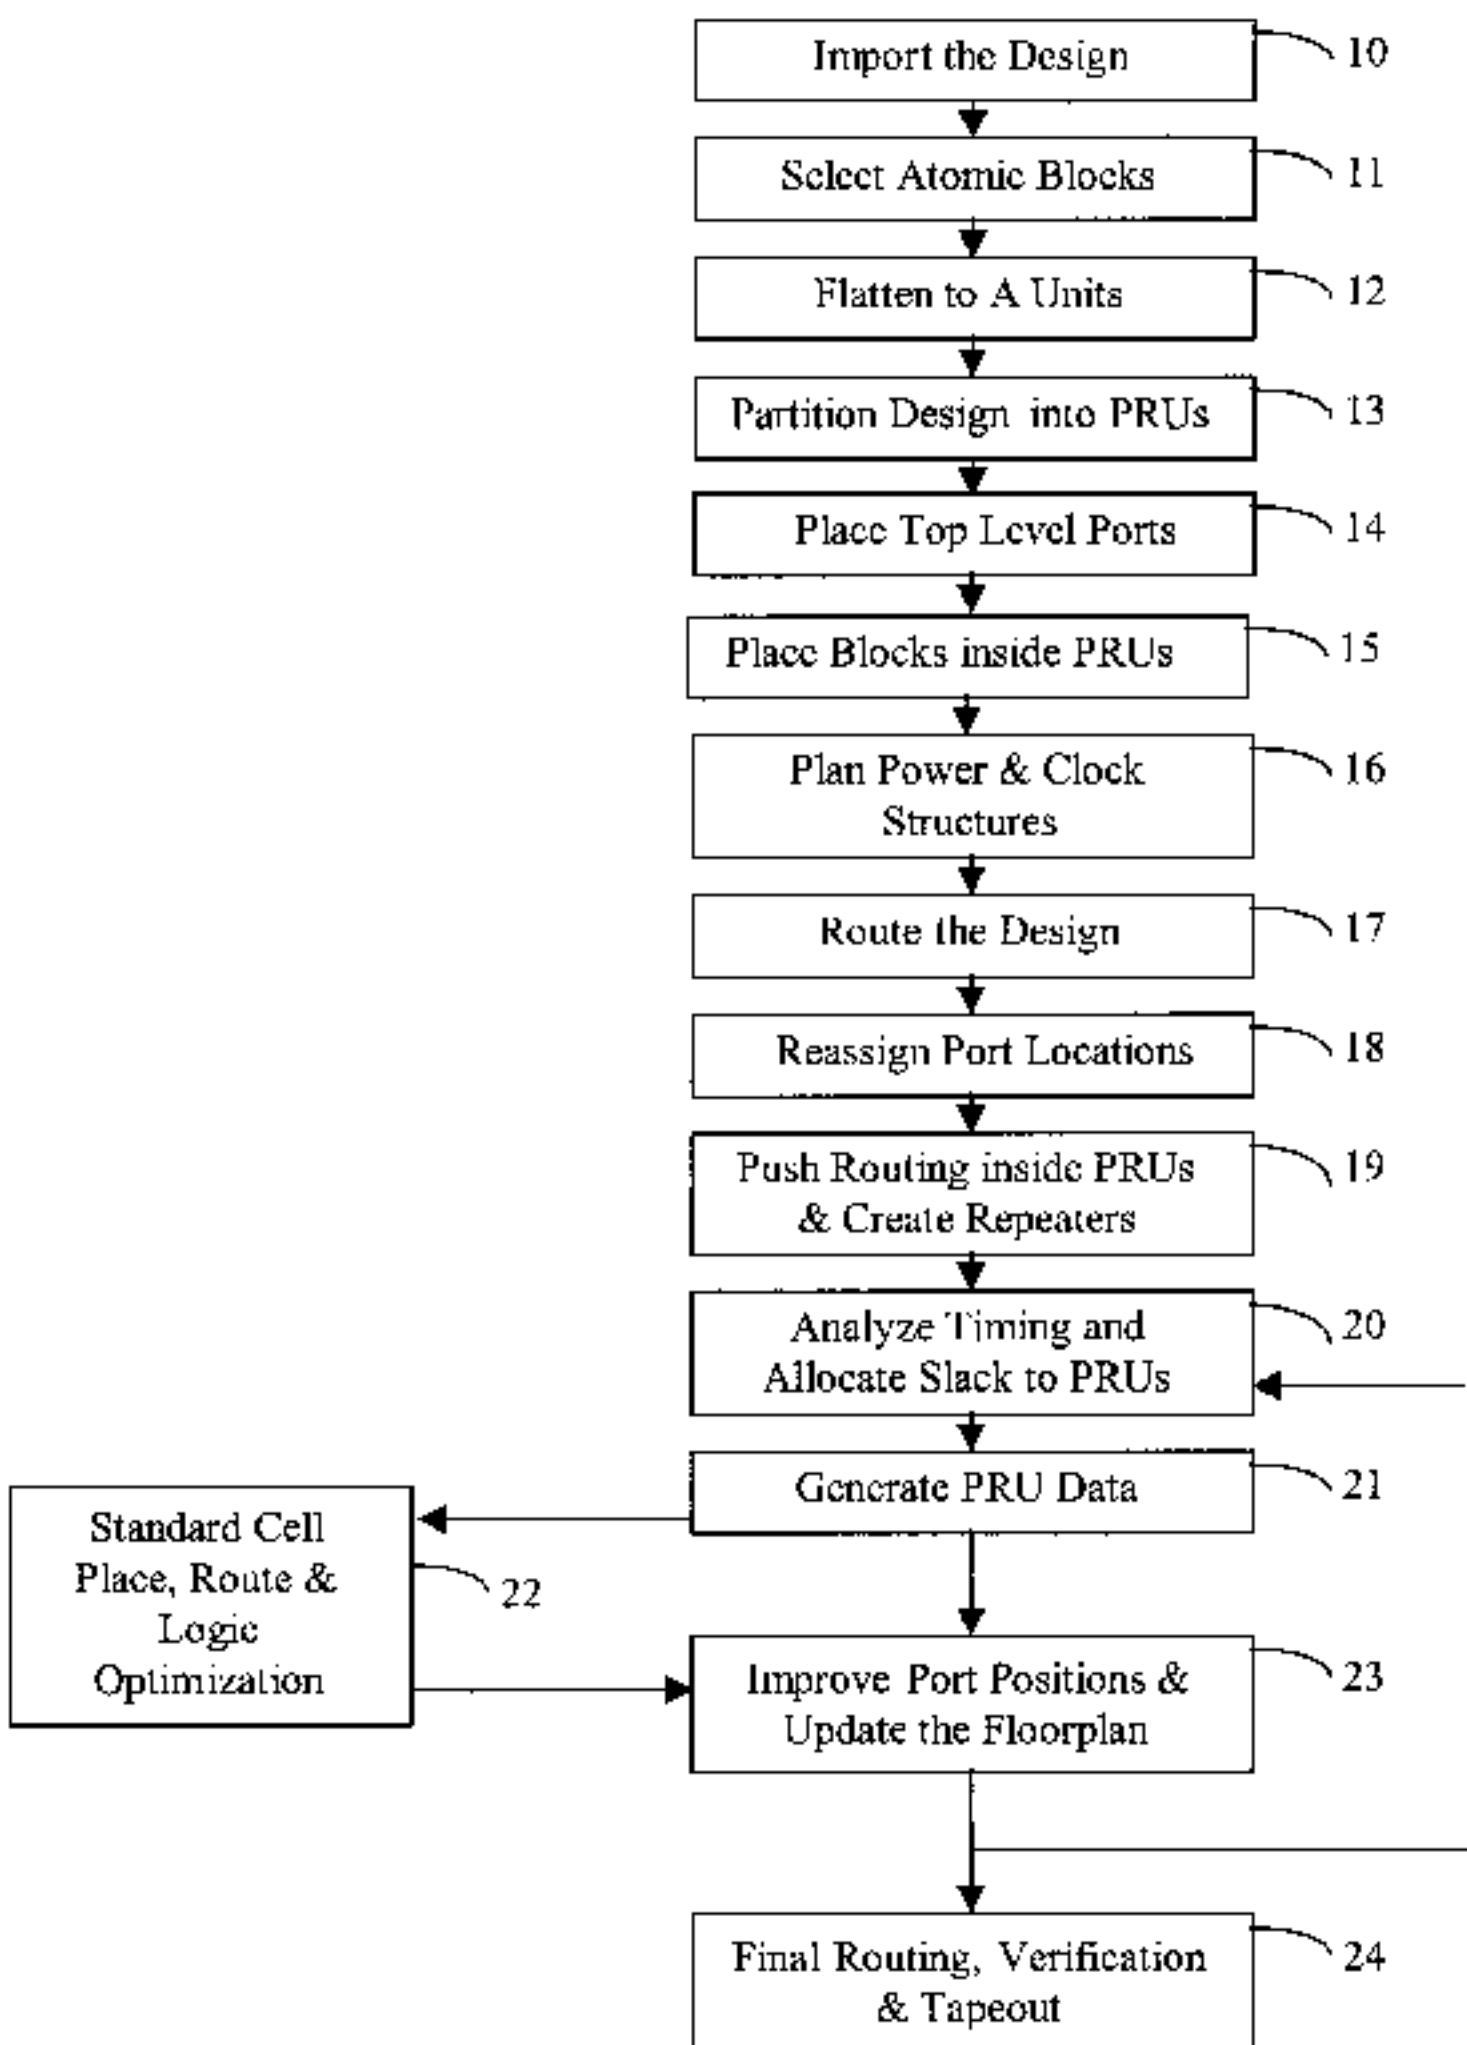 Import the Design
10
Select Atomic Blocks
11
Flatten to A Units
12
Partition Design into PRUs
13
Place Top Level Ports
14
Place Blocks inside PRUs
15
Plan Power & Clock
Structures
16
Route the Design
17
Reassign Port Locations
18
Push Routing inside PRUs
& Create Repeaters
19
Analyze Timing and
Allocate Slack to PRUs
20
Generate PRU Data
21
Standard Cell
Place, Route &
Logic
Optimization
22
Improve Port Positions &
Update the Floorplan
23
Final Routing, Verification
& Tapeout
24